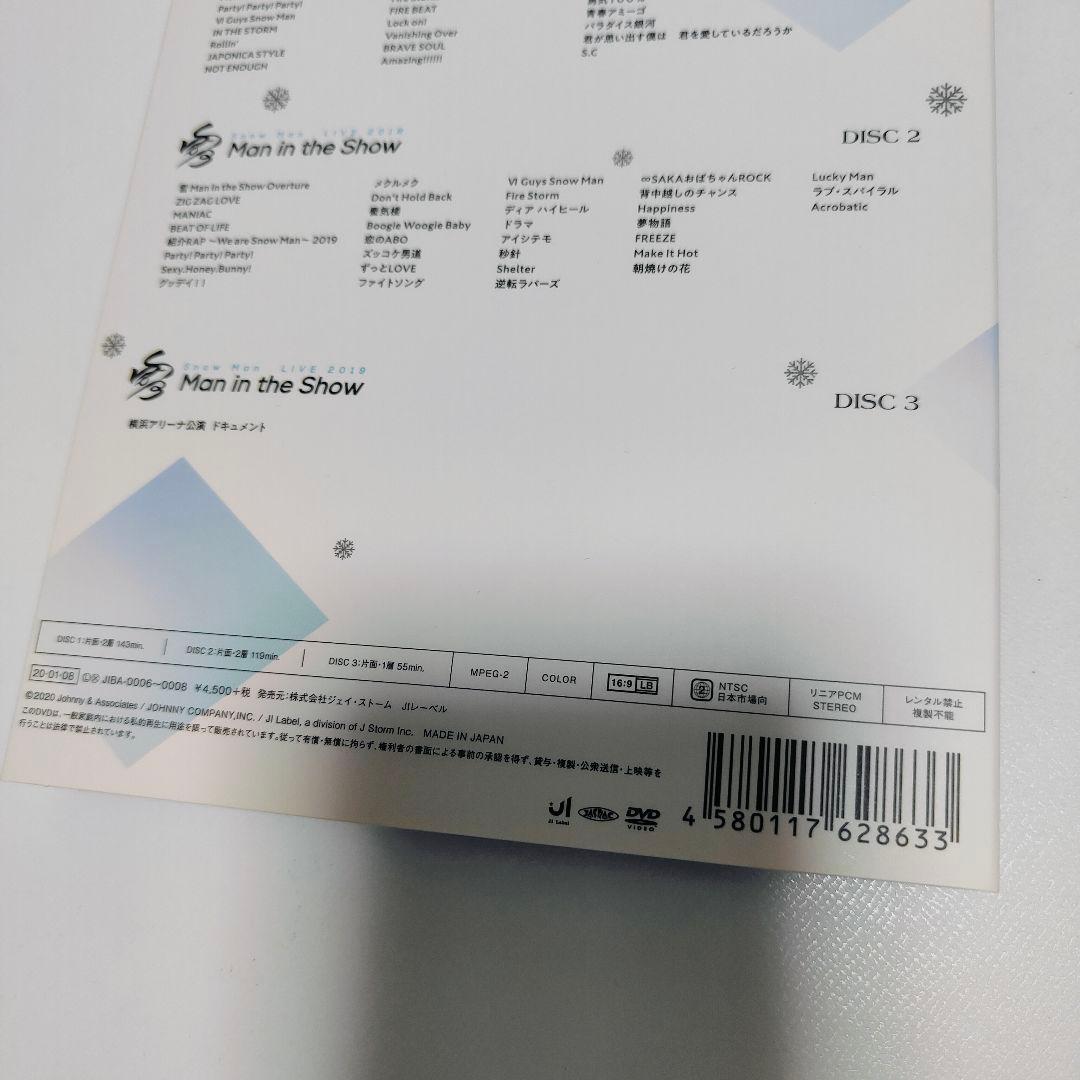 Party! Party! Party!
VI Guys Snow Man
IN THE STORM
Rollin'
JAPONICA STYLE
NOT ENOUGH
FIRE BEAT
Lock on!
Vanishing Over
BRAVE SOUL
Amazing!!!!!!
青春アミーゴ
パラダイス銀河
君が思い出す僕は 君を愛しているだろうか
S.C
Snow Man LIVE 2019
Man in the Show
DISC 2
雪 Man in the Show Overture
ZIG ZAG LOVE
MANIAC
BEAT OF LIFE
紹介RAP ～We are Snow Man～ 2019
Party! Party! Party!
Sexy.Honey.Bunny!
グッデイ!!
メクルメク
Don't Hold Back
蜃気楼
Boogie Woogie Baby
恋のABO
ズッコケ男道
ずっとLOVE
ファイトソング
VI Guys Snow Man
Fire Storm
ディア ハイヒール
ドラマ
アイシテモ
秒針
Shelter
逆転ラバーズ
∞SAKAおばちゃんROCK
背中越しのチャンス
Happiness
夢物語
FREEZE
Make It Hot
朝焼けの花
Lucky Man
ラブ・スパイラル
Acrobatic
Snow Man LIVE 2019
Man in the Show
DISC 3
横浜アリーナ公演 ドキュメント
DISC 1:片面・2層 143min.
DISC 2:片面・2層 119min.
DISC 3:片面・1層 55min.
MPEG-2
COLOR
16:9 LB
2 NTSC
日本市場向
リニアPCM
STEREO
レンタル禁止
複製不能
20・01・08 ⓁⓅ JIBA-0006～0008 ¥4,500+税 発売元:株式会社ジェイ・ストーム JIレーベル
©2020 Johnny & Associates / JOHNNY COMPANY,INC. / JI Label, a division of J Storm Inc. MADE IN JAPAN
このDVDは、一般家庭内における私的再生に用途を限って販売されています。従って有償・無償に拘らず、権利者の書面による事前の承諾を得ず、貸与・複製・公衆送信・上映等を
行うことは法律で禁止されています。
JI Label
JASRAC
DVD
VIDEO
4 580117 628633